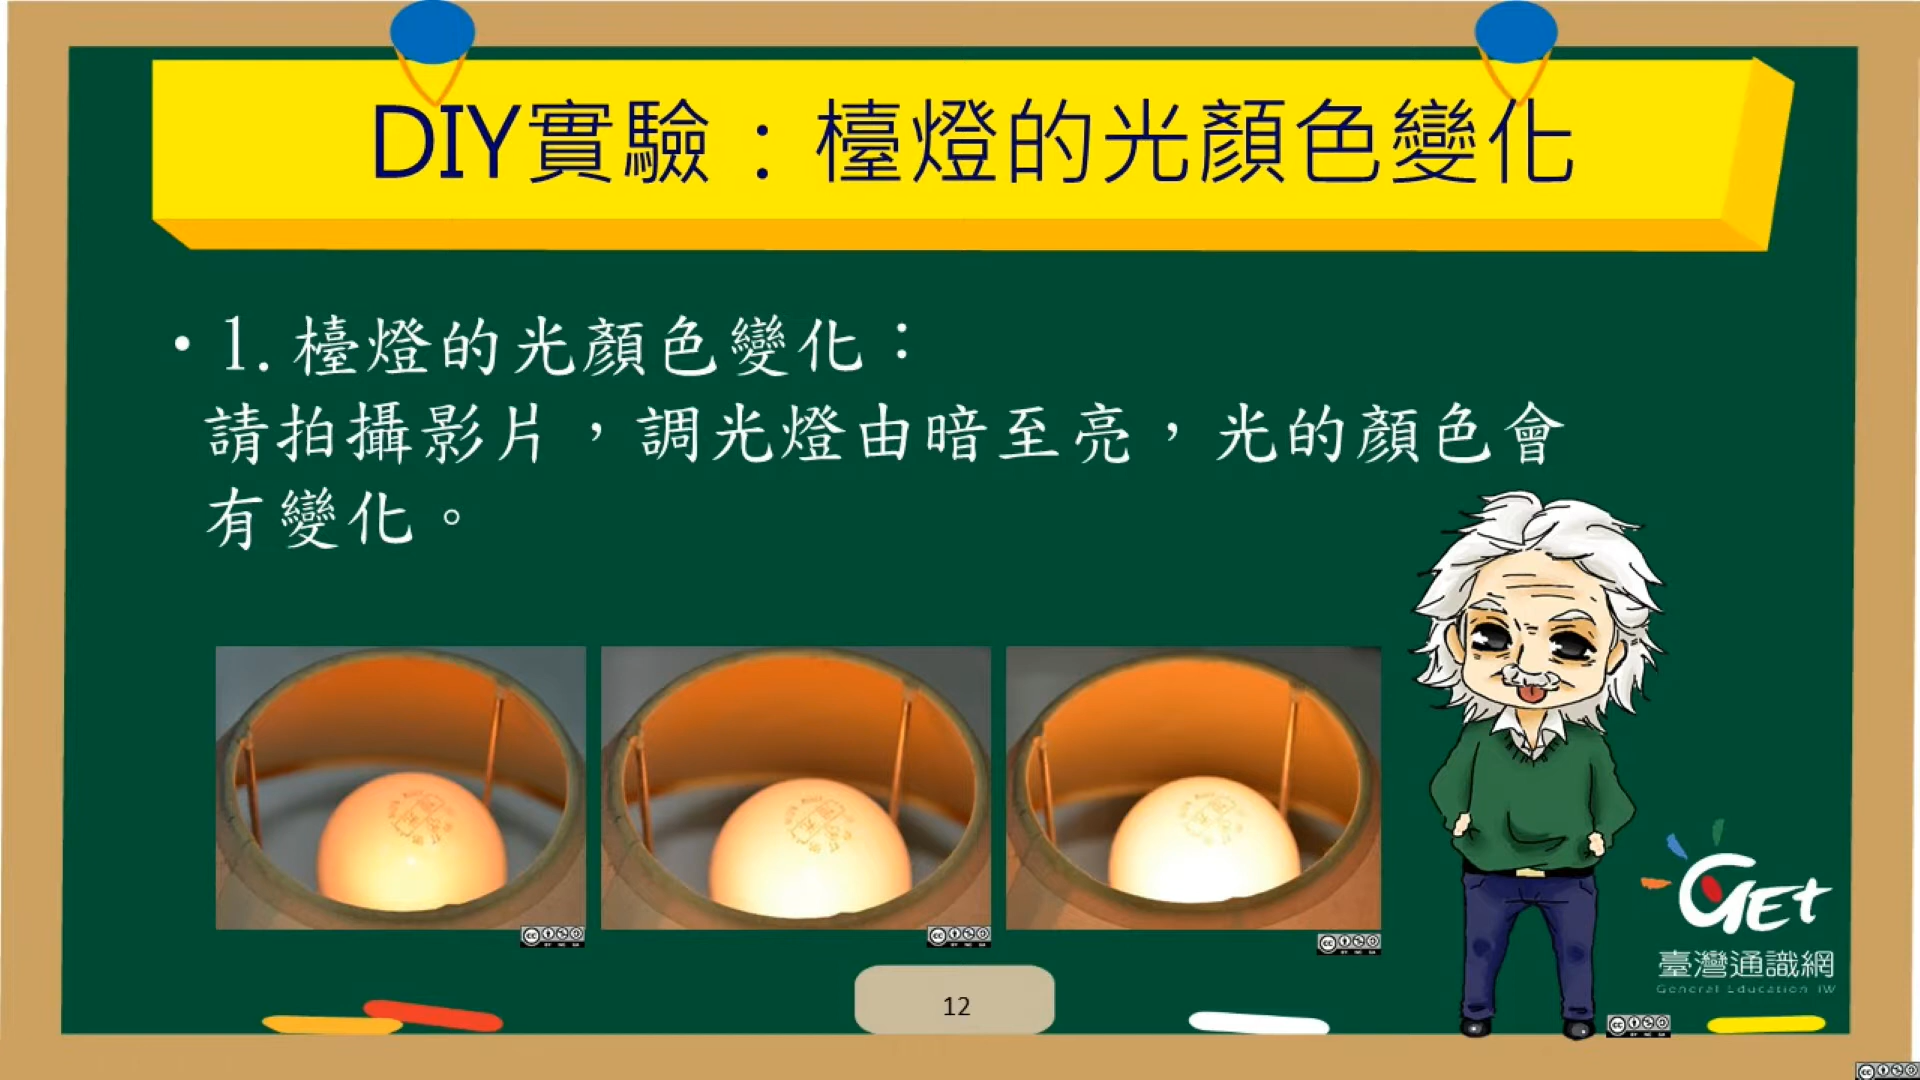 DIY實驗：檯燈的光顏色變化
• 1.檯燈的光顏色變化：
請拍攝影片，調光燈由暗至亮，光的顏色會
有變化。
GET
臺灣通識網
General Education TW
12